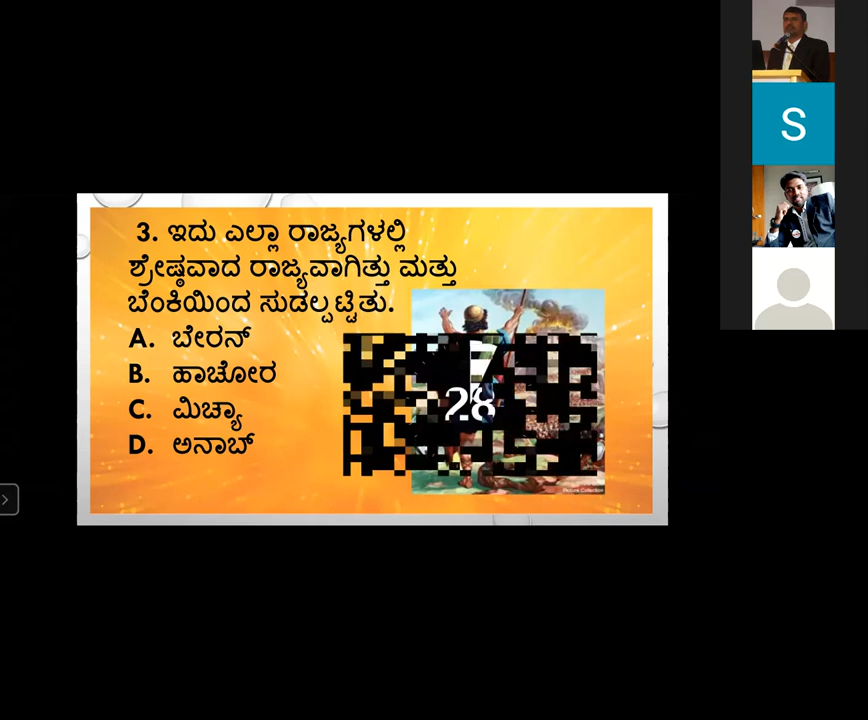 3. ಇದು ಎಲ್ಲಾ ರಾಜ್ಯಗಳಲ್ಲಿ
ಶ್ರೇಷ್ಠವಾದ ರಾಜ್ಯವಾಗಿತ್ತು ಮತ್ತು
ಬೆಂಕಿಯಿಂದ ಸುಡಲ್ಪಟ್ಟಿತು.
A. ಬೇರನ್
B. ಹಾಚೋರ
C. ಮಿಚ್ಯಾ
D. ಅನಾಬ್
28
S